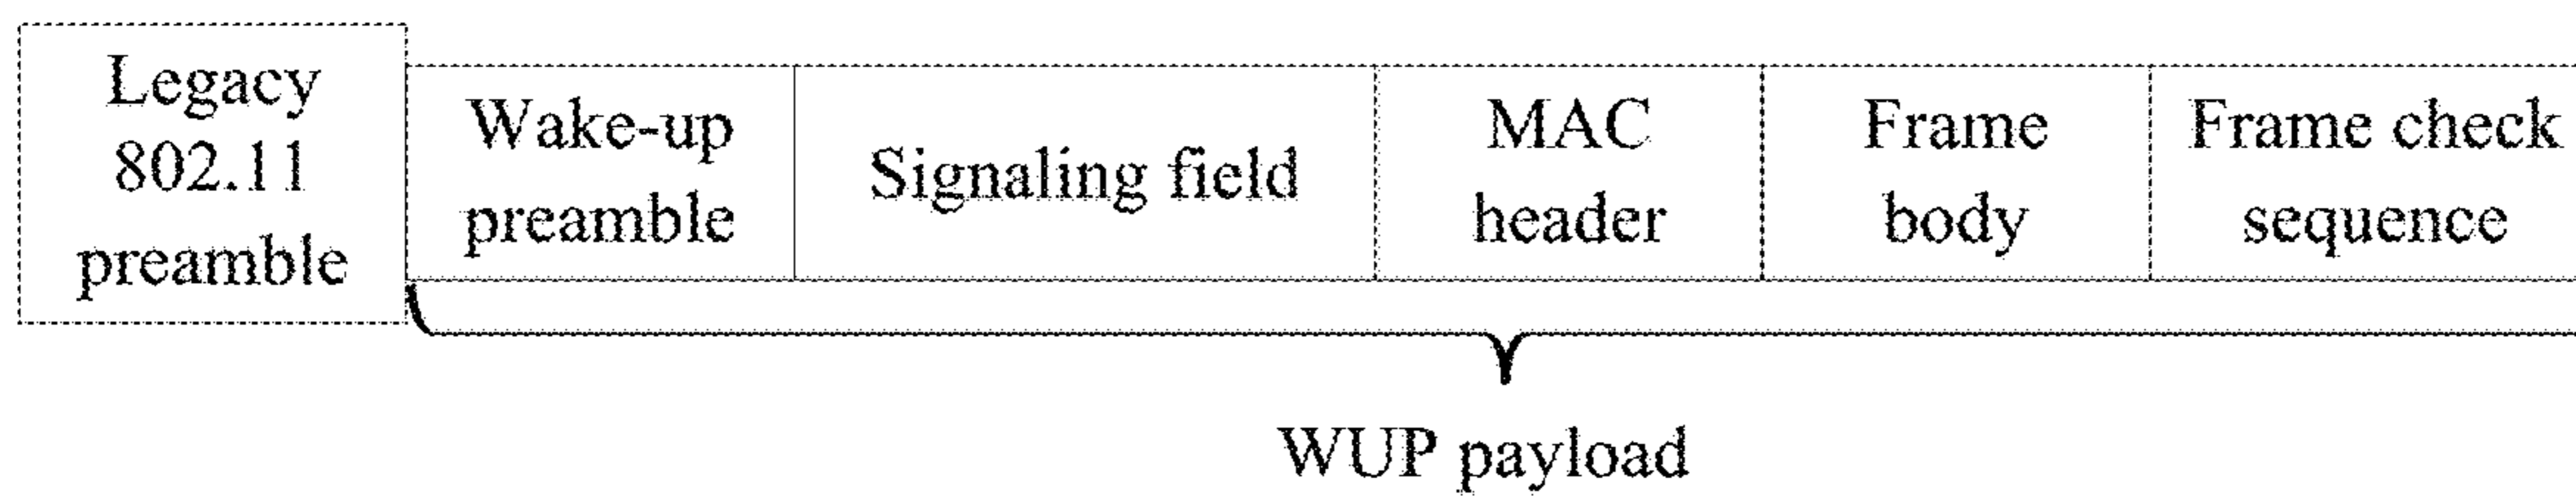 Legacy
802.11
preamble
Wake-up
preamble
Signaling field
MAC
header
Frame
body
Frame check
sequence
WUP payload